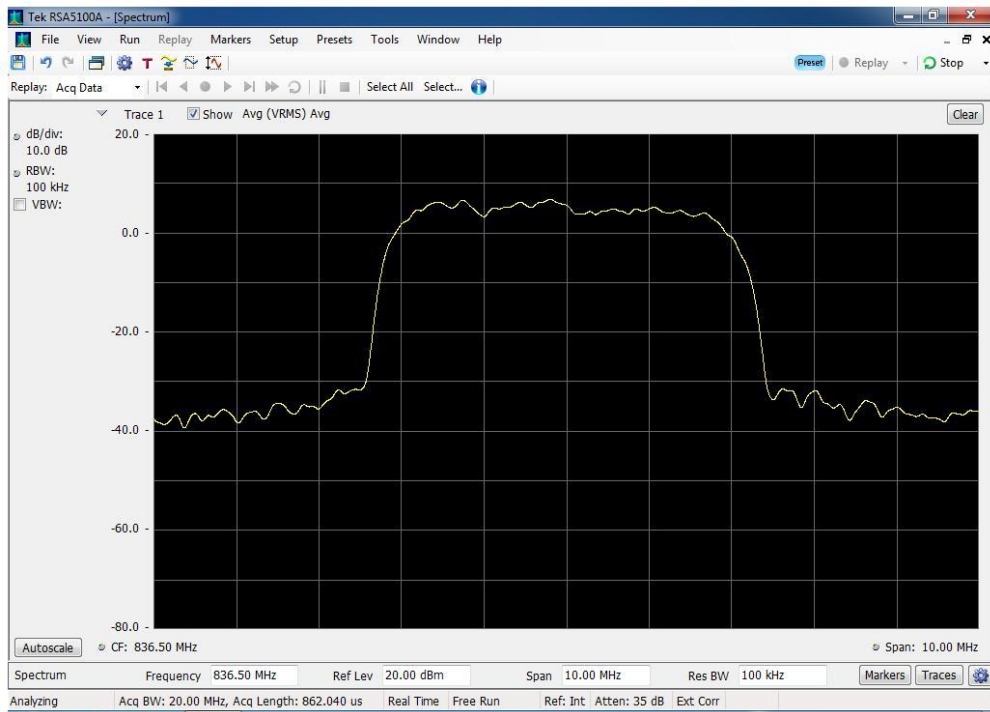 Tek RSA5100A - [Spectrum]
File View Run Replay Markers Setup Presets Tools Window Help
Preset Replay Stop
Replay: Acq Data Select All Select...
Trace 1 Show Avg (VRMS) Avg Clear
dB/div:
10.0 dB
RBW:
100 kHz
VBW:
20.0
0.0
-20.0
-40.0
-60.0
-80.0
Autoscale CF: 836.50 MHz Span: 10.00 MHz
Spectrum Frequency 836.50 MHz Ref Lev 20.00 dBm Span 10.00 MHz Res BW 100 kHz Markers Traces
Analyzing Acq BW: 20.00 MHz, Acq Length: 862.040 us Real Time Free Run Ref: Int Atten: 35 dB Ext Corr